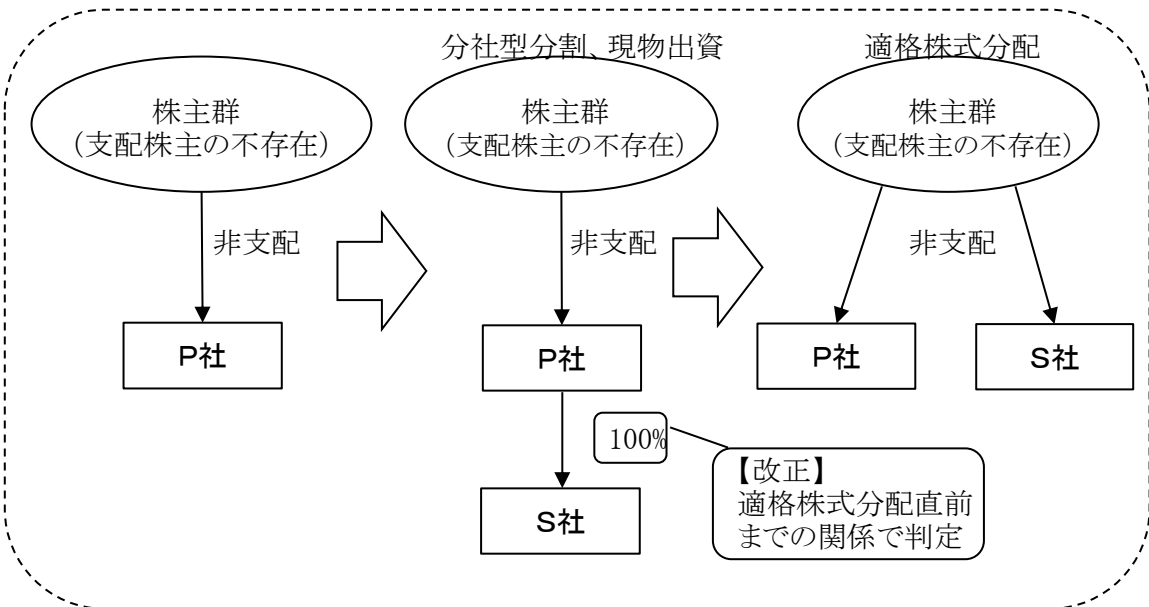 分社型分割、現物出資
適格株式分配
株主群
（支配株主の不存在）
株主群
（支配株主の不存在）
株主群
（支配株主の不存在）
非支配
非支配
非支配
Ｐ社
Ｐ社
Ｐ社
Ｓ社
100%
【改正】
適格株式分配直前
までの関係で判定
Ｓ社